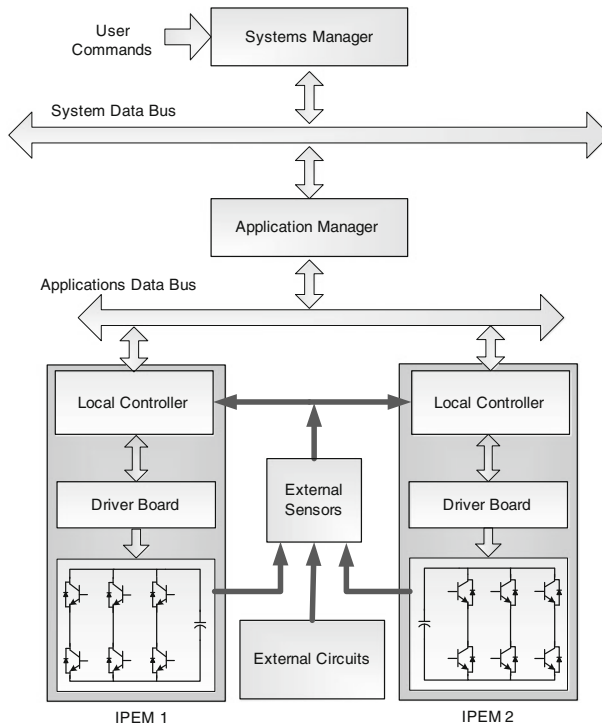 User
Commands
Systems Manager
System Data Bus
Application Manager
Applications Data Bus
Local Controller
Local Controller
Driver Board
External
Sensors
Driver Board
External Circuits
IPEM 1
IPEM 2